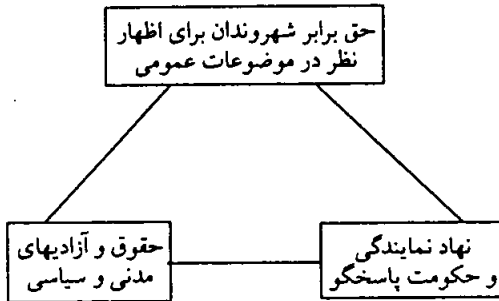 حق برابر شهروندان برای اظهار
نظر در موضوعات عمومی
نهاد نمایندگی
و حکومت پاسخگو
حقوق و آزادیهای
مدنی و سیاسی